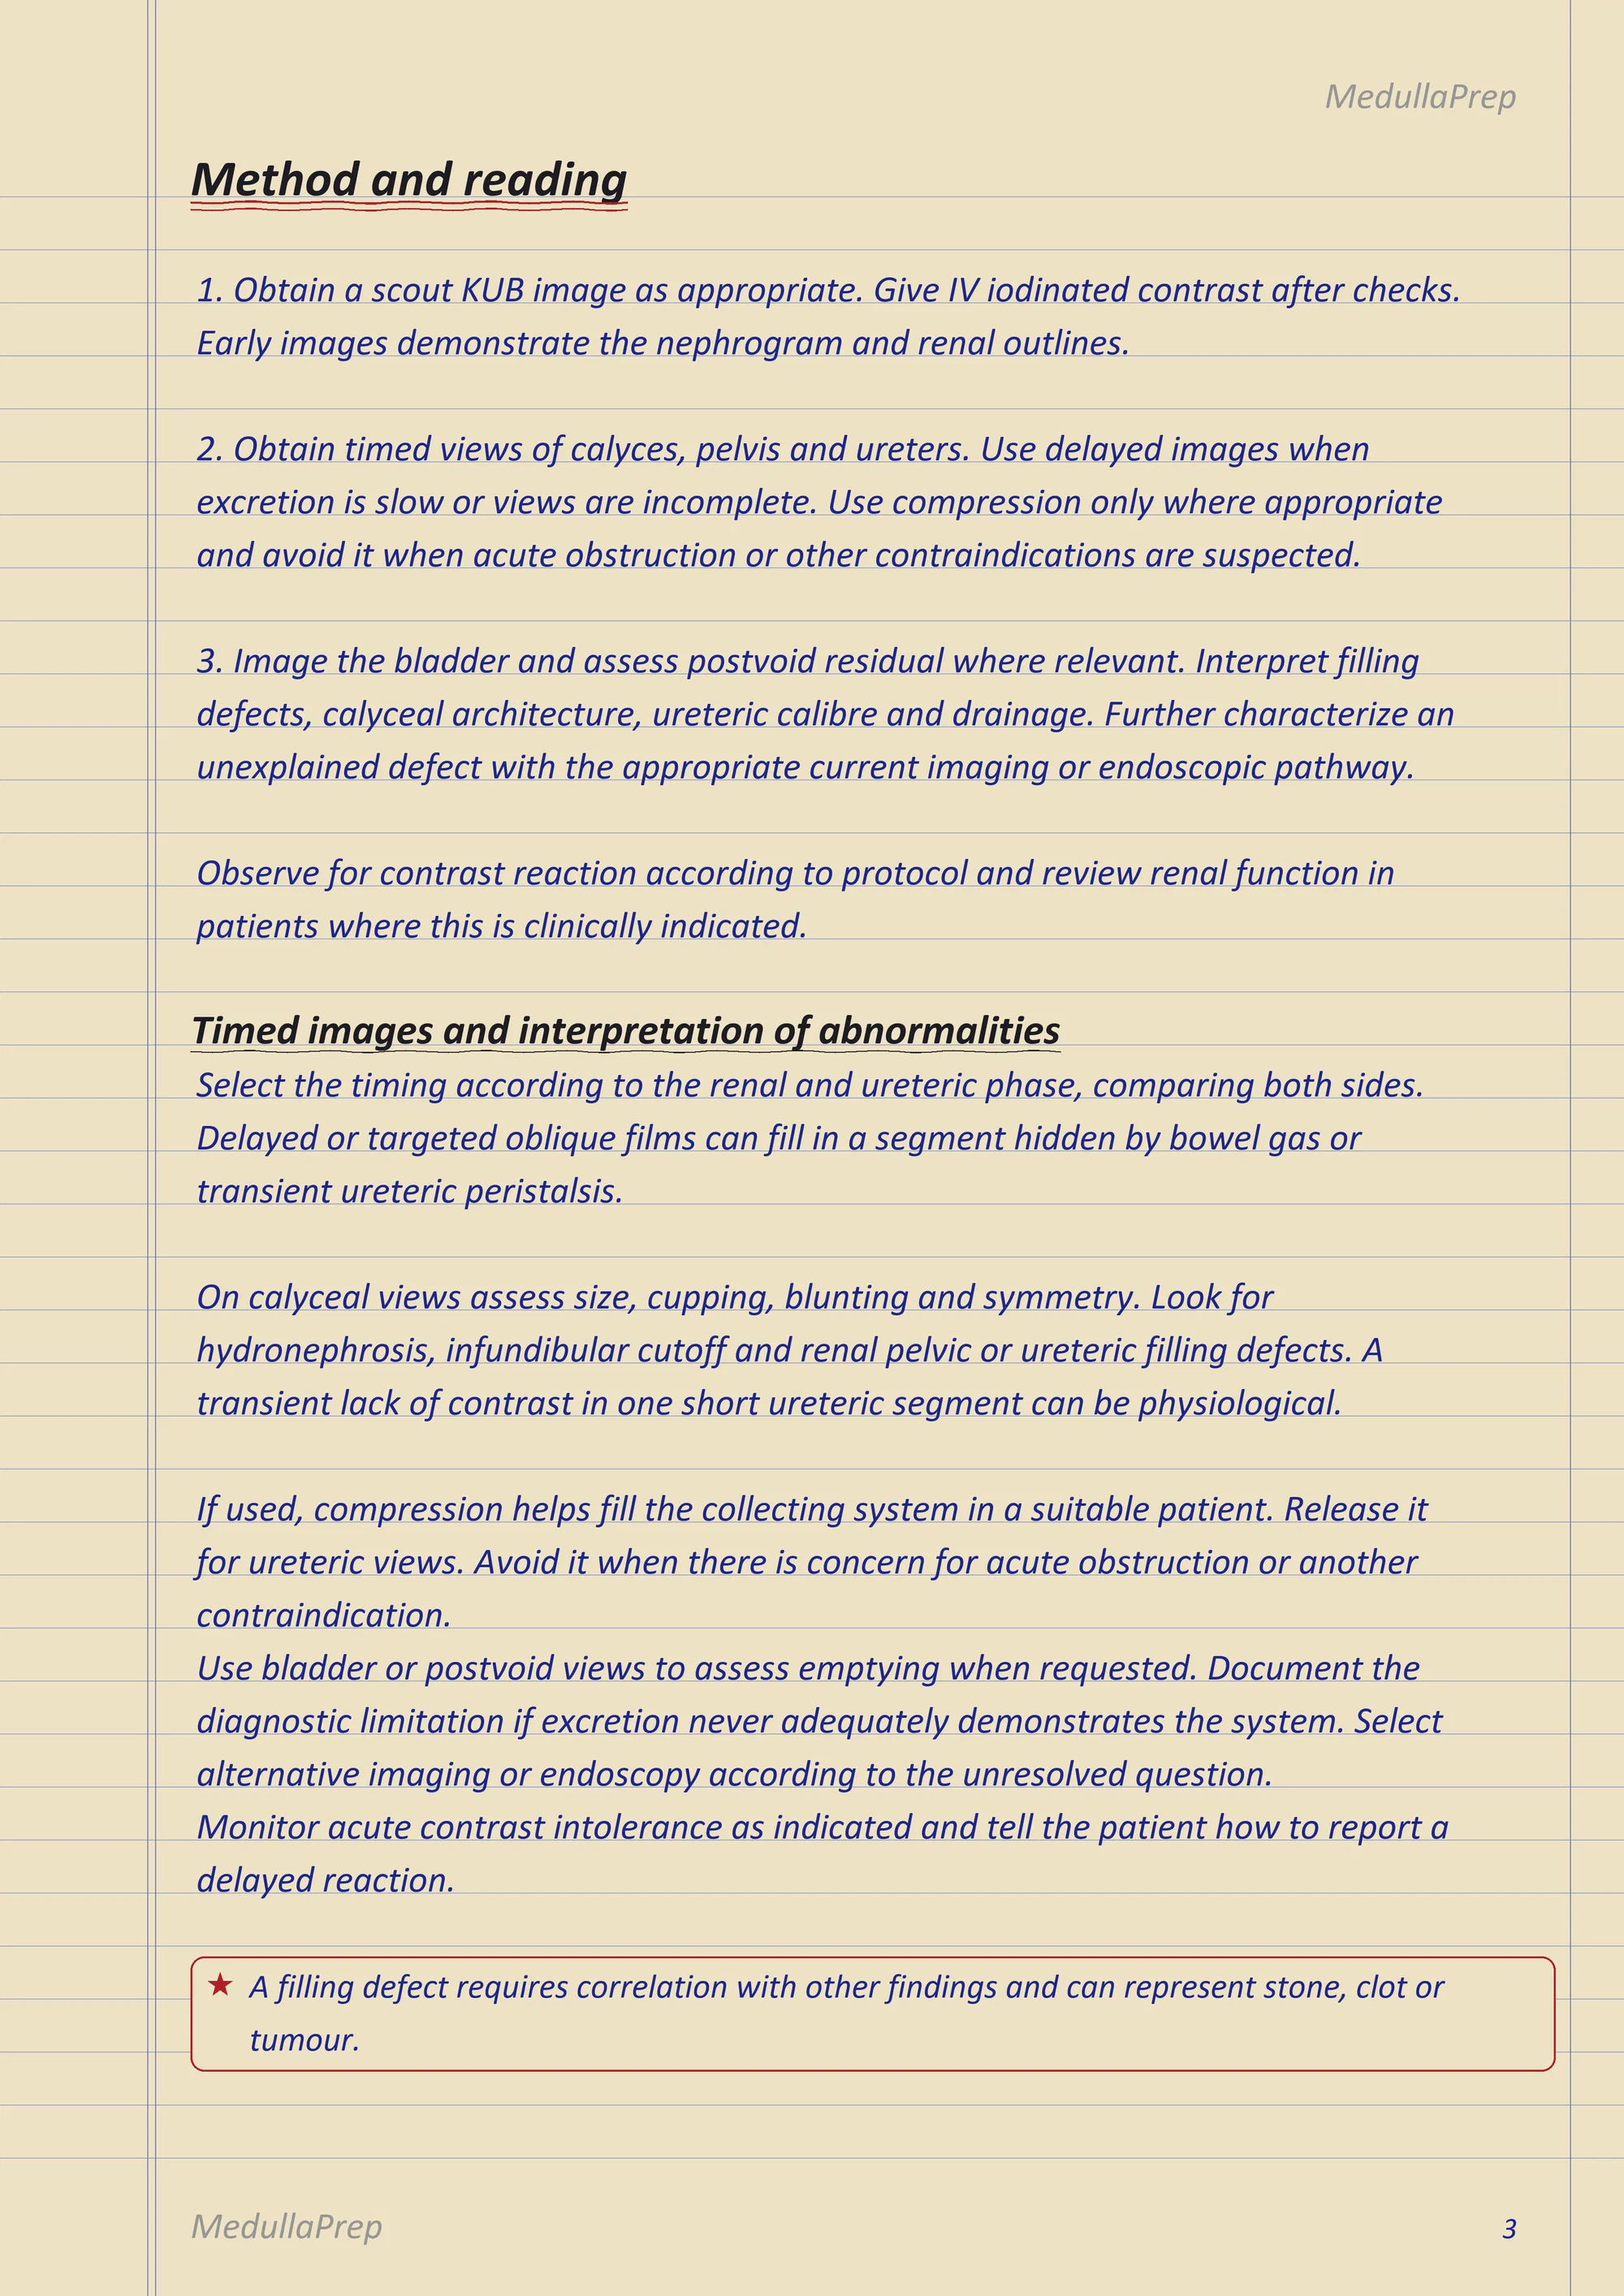 MedullaPrep
Method and reading
1. Obtain a scout KUB image as appropriate. Give IV iodinated contrast after checks.
Early images demonstrate the nephrogram and renal outlines.
2. Obtain timed views of calyces, pelvis and ureters. Use delayed images when
excretion is slow or views are incomplete. Use compression only where appropriate
and avoid it when acute obstruction or other contraindications are suspected.
3. Image the bladder and assess postvoid residual where relevant. Interpret filling
defects, calyceal architecture, ureteric calibre and drainage. Further characterize an
unexplained defect with the appropriate current imaging or endoscopic pathway.
Observe for contrast reaction according to protocol and review renal function in
patients where this is clinically indicated.
Timed images and interpretation of abnormalities
Select the timing according to the renal and ureteric phase, comparing both sides.
Delayed or targeted oblique films can fill in a segment hidden by bowel gas or
transient ureteric peristalsis.
On calyceal views assess size, cupping, blunting and symmetry. Look for
hydronephrosis, infundibular cutoff and renal pelvic or ureteric filling defects. A
transient lack of contrast in one short ureteric segment can be physiological.
If used, compression helps fill the collecting system in a suitable patient. Release it
for ureteric views. Avoid it when there is concern for acute obstruction or another
contraindication.
Use bladder or postvoid views to assess emptying when requested. Document the
diagnostic limitation if excretion never adequately demonstrates the system. Select
alternative imaging or endoscopy according to the unresolved question.
Monitor acute contrast intolerance as indicated and tell the patient how to report a
delayed reaction.
★ A filling defect requires correlation with other findings and can represent stone, clot or
tumour.
MedullaPrep
3